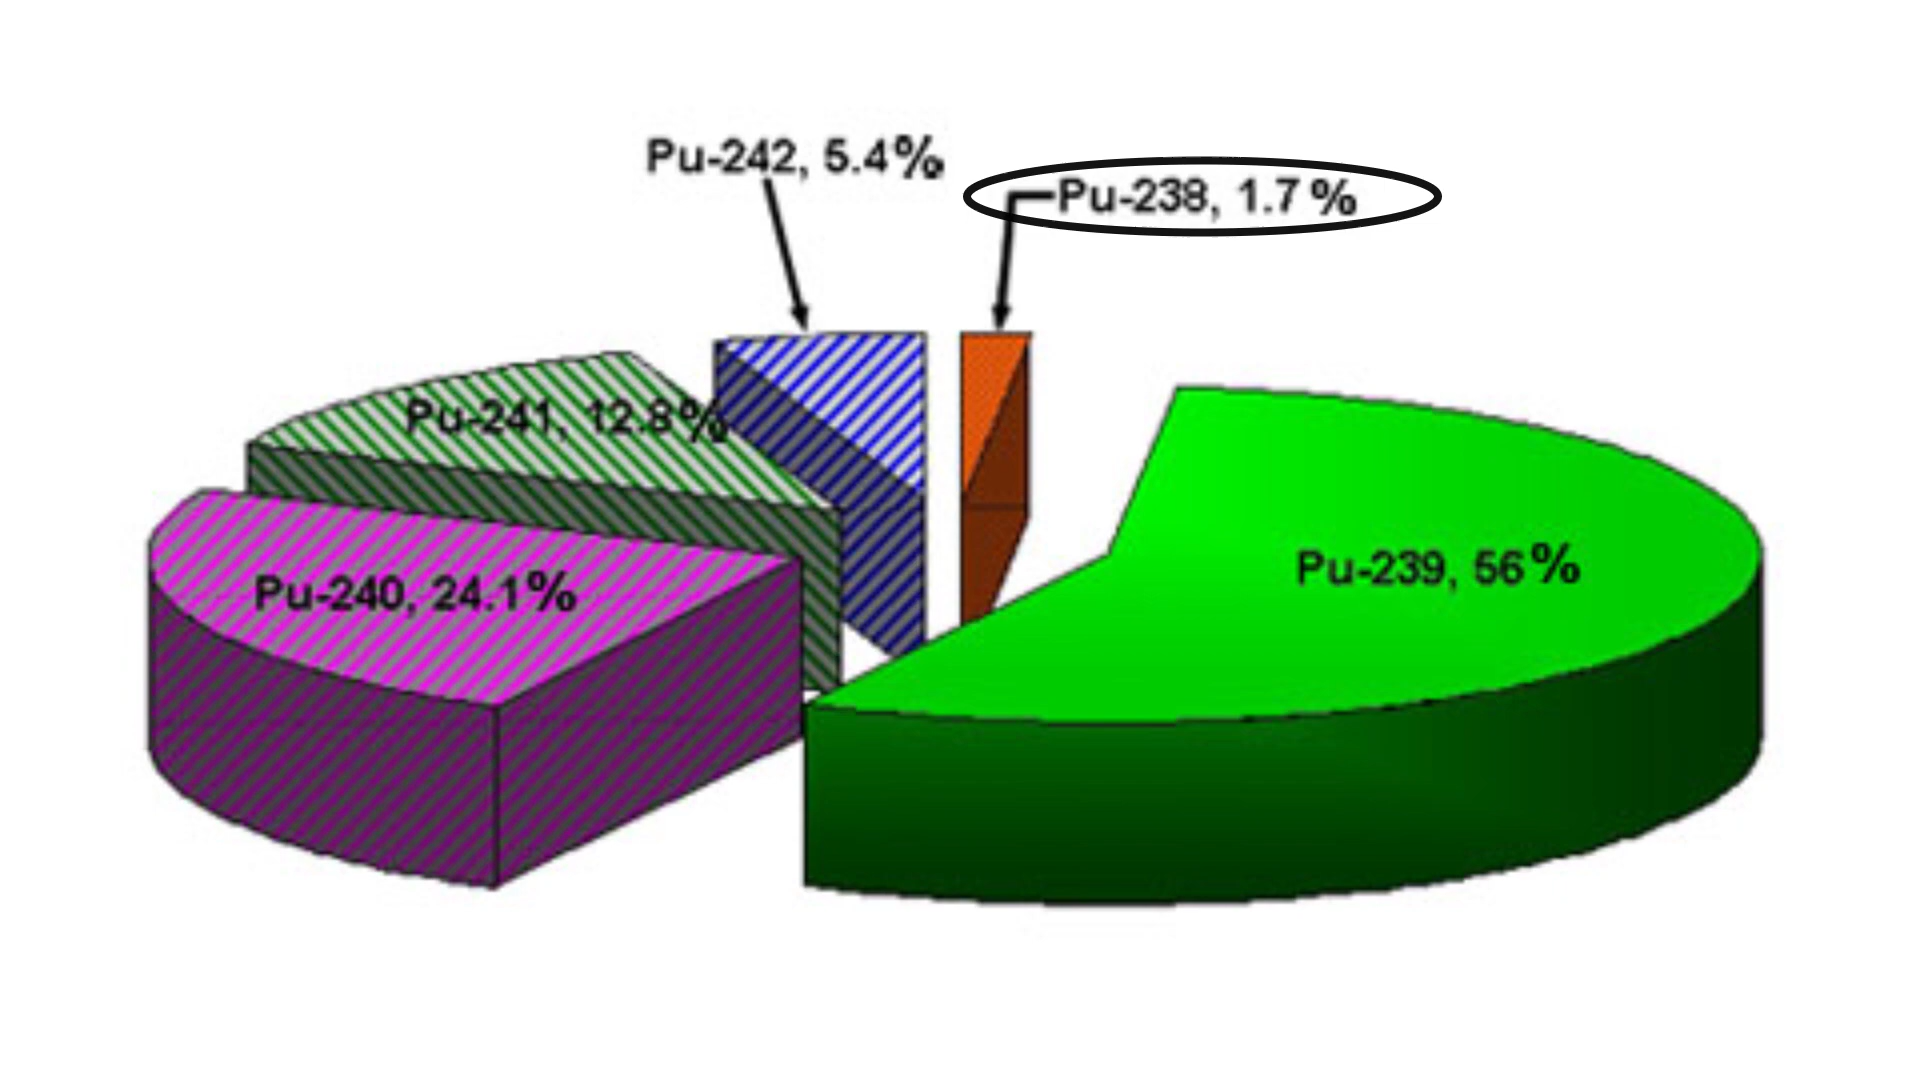 Pu-242, 5.4%
Pu-238, 1.7%
Pu-241, 12.8%
Pu-239, 56%
Pu-240, 24.1%